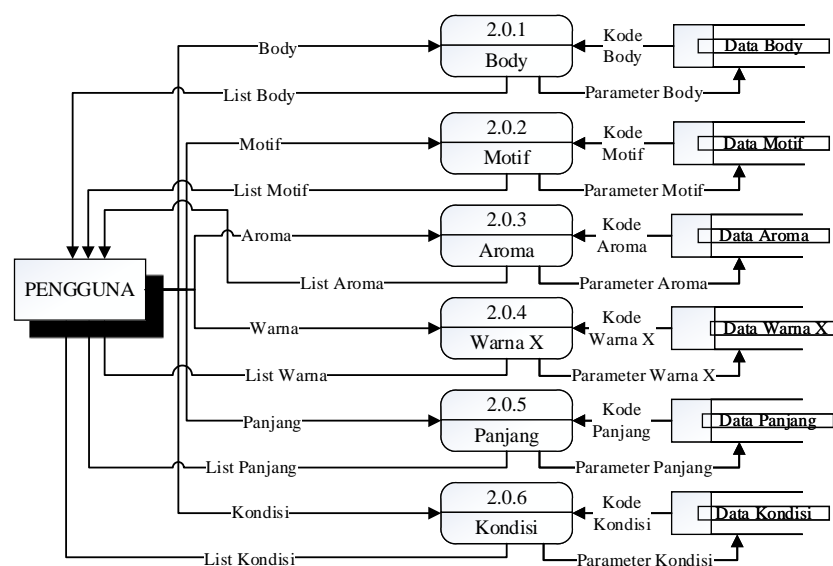 Body
2.0.1
Body
Kode
Body
Data Body
List Body
Parameter Body
Motif
2.0.2
Motif
Kode
Motif
Data Motif
List Motif
Parameter Motif
Aroma
2.0.3
Aroma
Kode
Aroma
Data Aroma
List Aroma
Parameter Aroma
PENGGUNA
Warna
2.0.4
Warna X
Kode
Warna X
Data Warna X
List Warna
Parameter Warna X
Panjang
2.0.5
Panjang
Kode
Panjang
Data Panjang
List Panjang
Parameter Panjang
Kondisi
2.0.6
Kondisi
Kode
Kondisi
Data Kondisi
List Kondisi
Parameter Kondisi